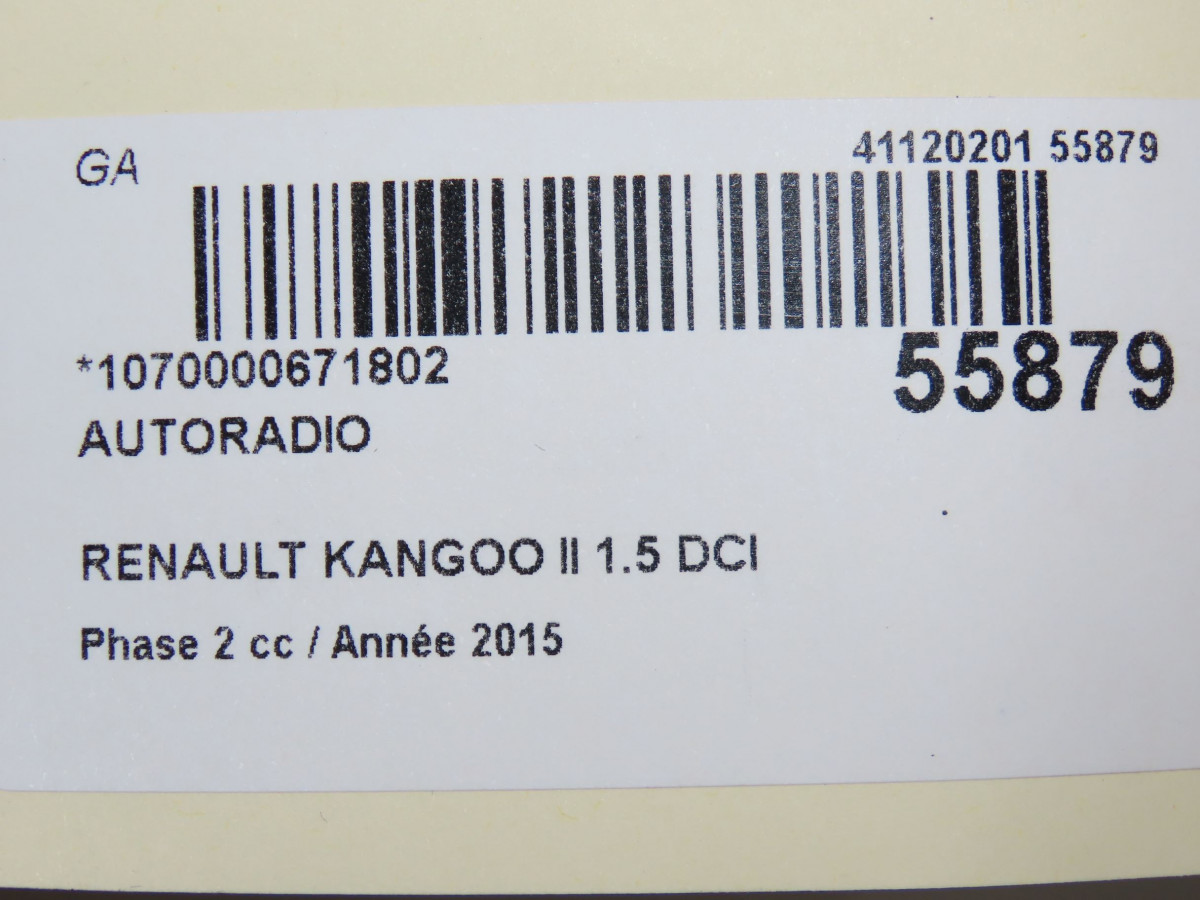 GA
41120201 55879
*1070000671802
55879
AUTORADIO
RENAULT KANGOO II 1.5 DCI
Phase 2 cc / Année 2015